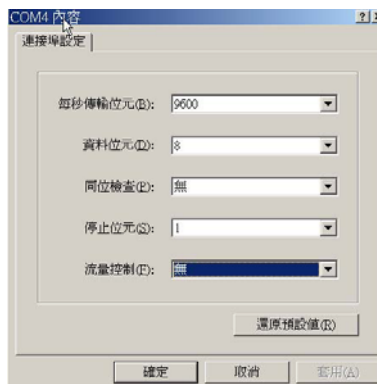 COM4 內容
連接埠設定
每秒傳輸位元(B): 9600
資料位元(D): 8
同位檢查(P): 無
停止位元(S): 1
流量控制(F): 無
還原預設值(R)
確定 取消 套用(A)